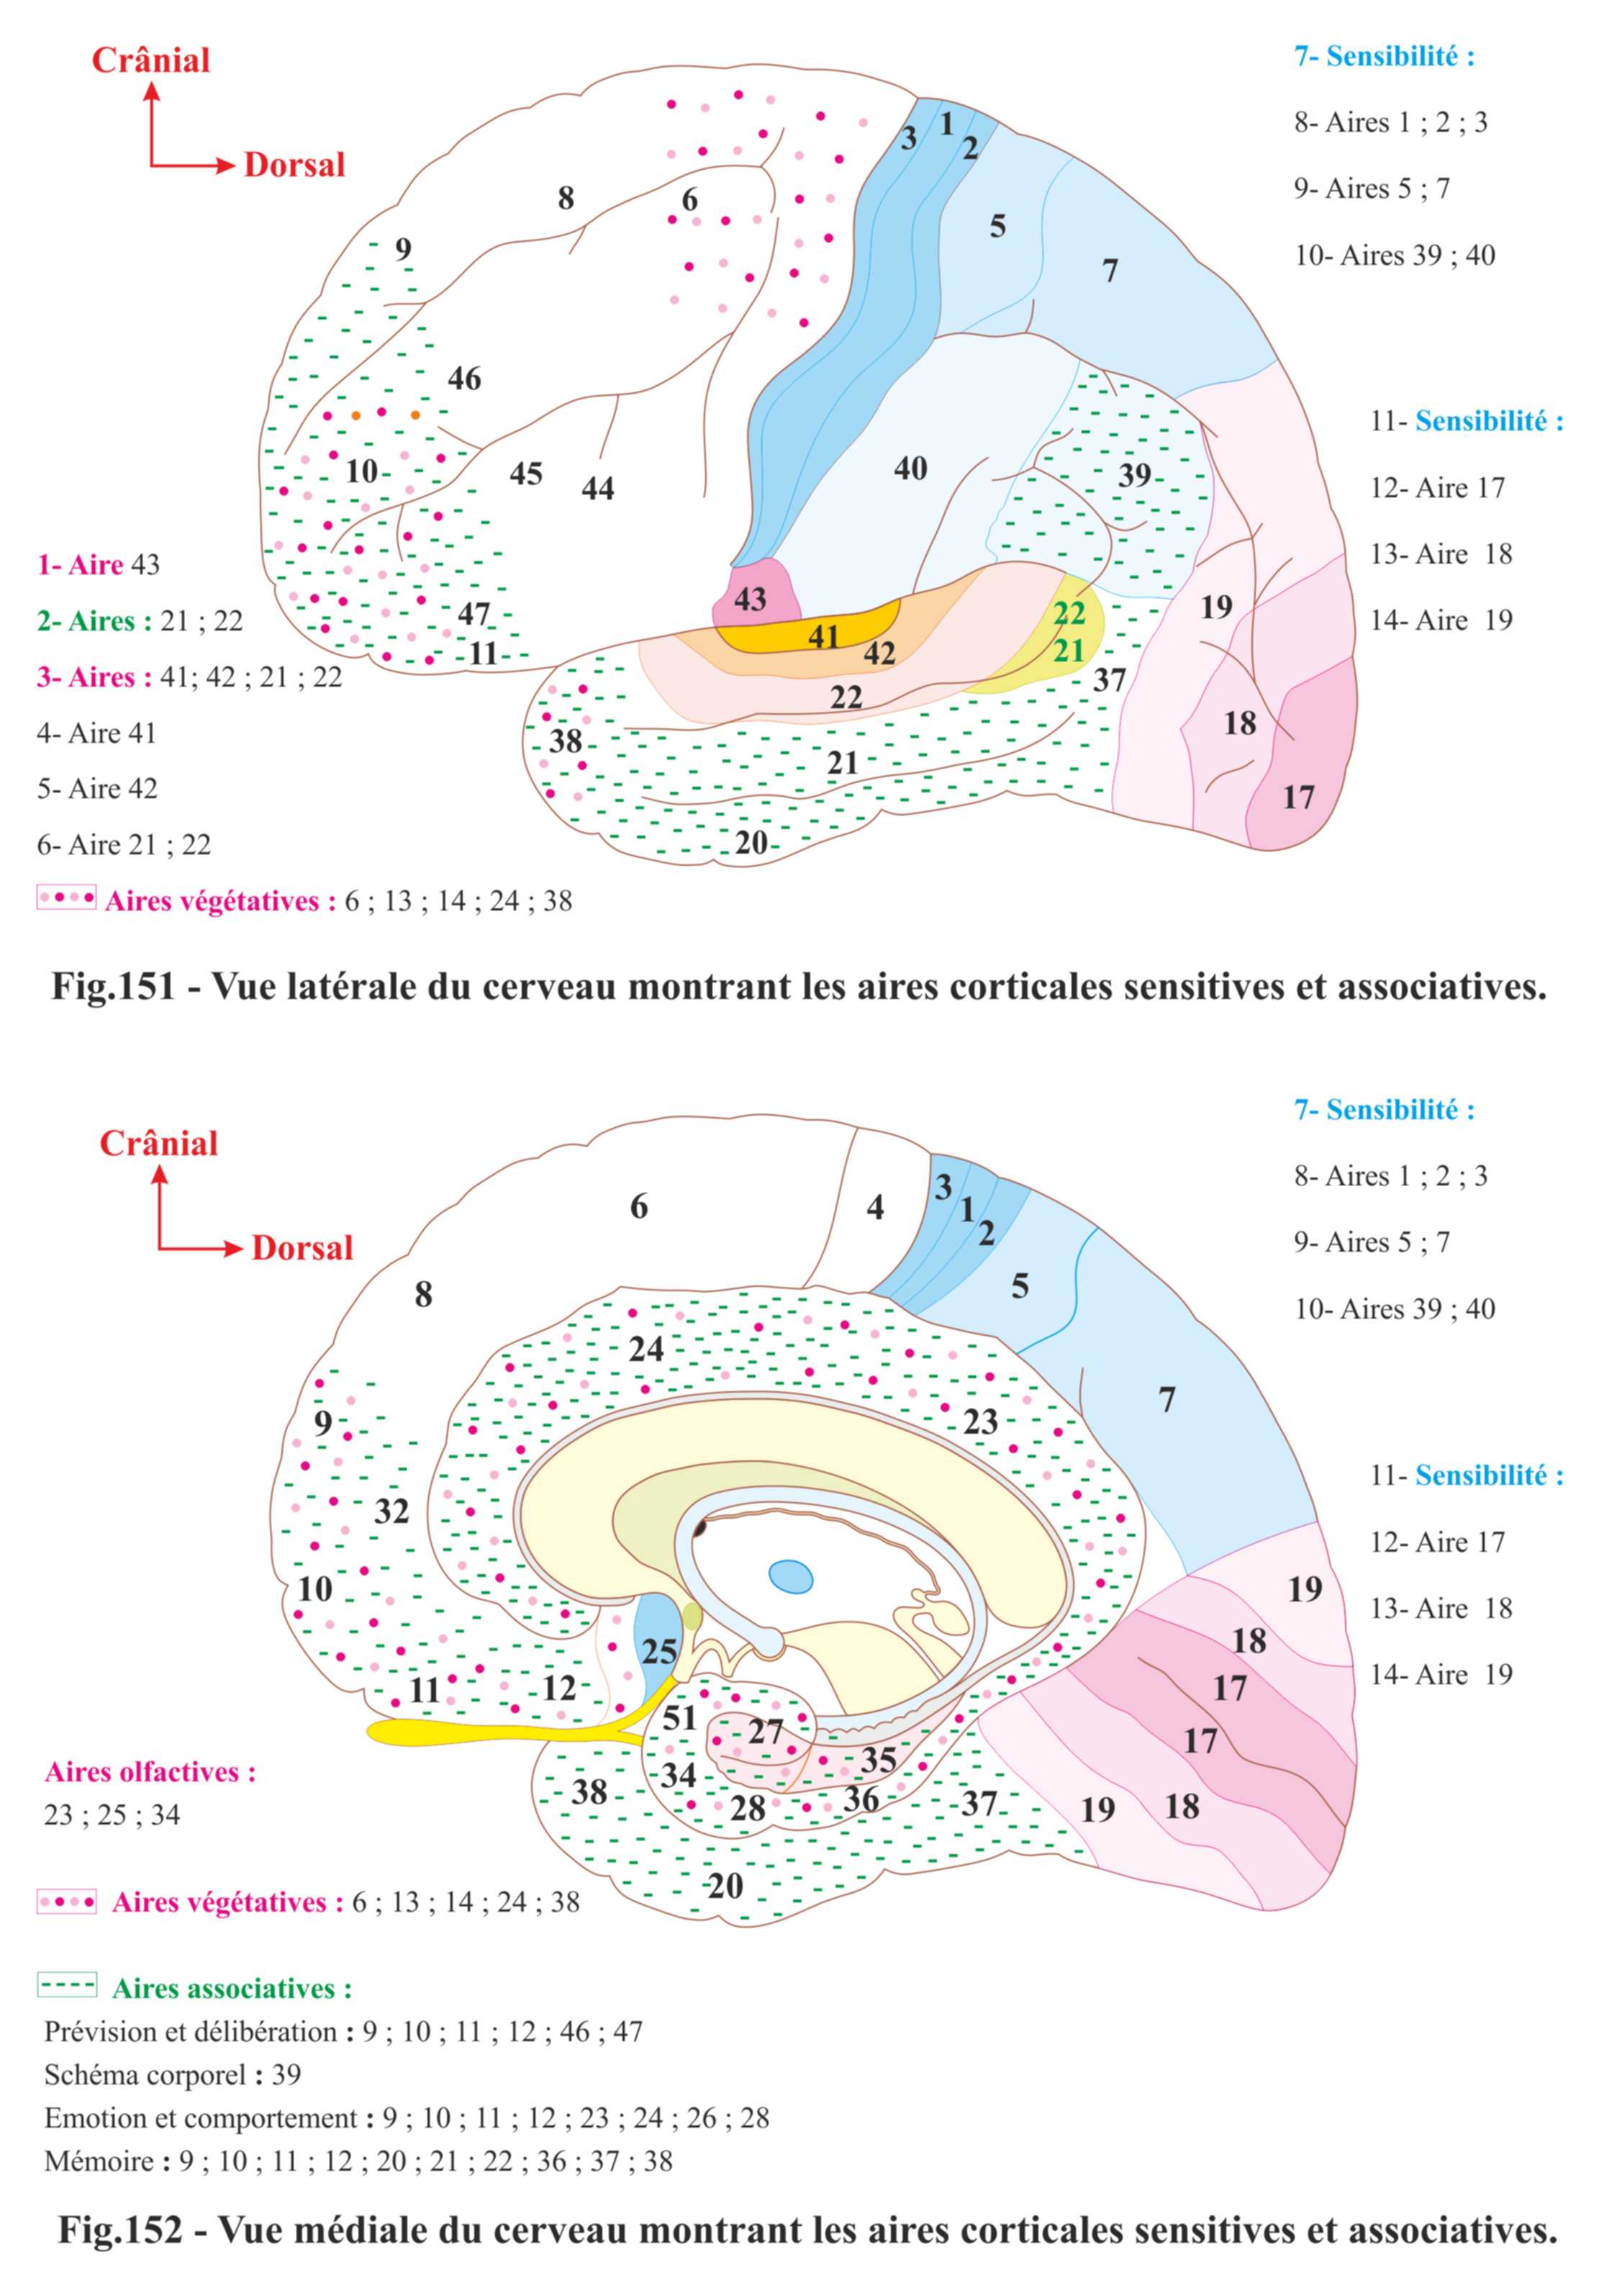 Crânial
Dorsal
7- Sensibilité :
8- Aires 1 ; 2 ; 3
9- Aires 5 ; 7
10- Aires 39 ; 40
3
1
2
8
6
5
9
7
46
11- Sensibilité :
12- Aire 17
13- Aire 18
14- Aire 19
10
45
44
40
39
1- Aire 43
2- Aires : 21 ; 22
3- Aires : 41; 42 ; 21 ; 22
4- Aire 41
5- Aire 42
6- Aire 21 ; 22
47
11
43
41
42
22
22
21
37
19
38
21
18
17
20
Aires végétatives : 6 ; 13 ; 14 ; 24 ; 38
Fig.151 - Vue latérale du cerveau montrant les aires corticales sensitives et associatives.
Crânial
Dorsal
7- Sensibilité :
8- Aires 1 ; 2 ; 3
9- Aires 5 ; 7
10- Aires 39 ; 40
6
4
3
1
2
5
8
24
7
9
23
32
11- Sensibilité :
12- Aire 17
13- Aire 18
14- Aire 19
10
19
18
25
11
12
17
51
27
17
34
35
38
28
36
37
19
18
20
Aires olfactives :
23 ; 25 ; 34
Aires végétatives : 6 ; 13 ; 14 ; 24 ; 38
Aires associatives :
Prévision et délibération : 9 ; 10 ; 11 ; 12 ; 46 ; 47
Schéma corporel : 39
Emotion et comportement : 9 ; 10 ; 11 ; 12 ; 23 ; 24 ; 26 ; 28
Mémoire : 9 ; 10 ; 11 ; 12 ; 20 ; 21 ; 22 ; 36 ; 37 ; 38
Fig.152 - Vue médiale du cerveau montrant les aires corticales sensitives et associatives.